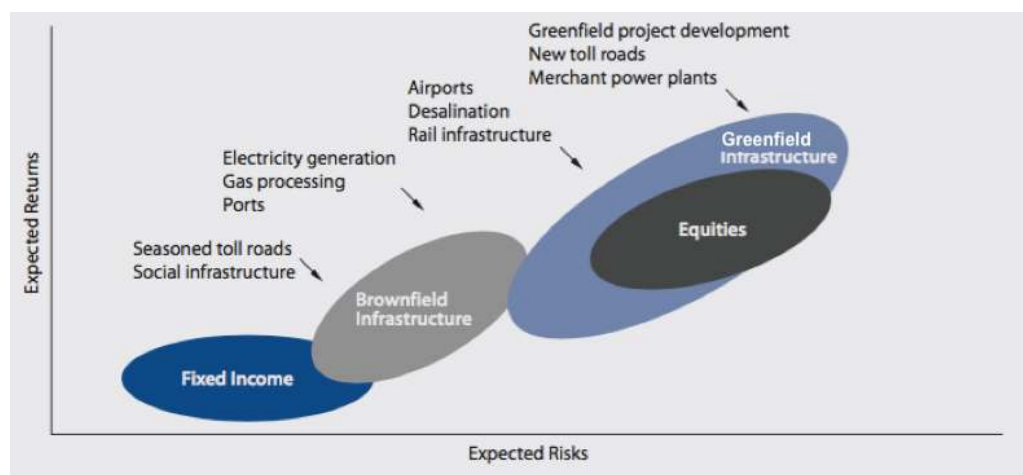 Greenfield project development
New toll roads
Merchant power plants
Airports
Desalination
Rail infrastructure
Greenfield
Infrastructure
Electricity generation
Gas processing
Ports
Equities
Seasoned toll roads
Social infrastructure
Brownfield
Infrastructure
Fixed Income
Expected Returns
Expected Risks